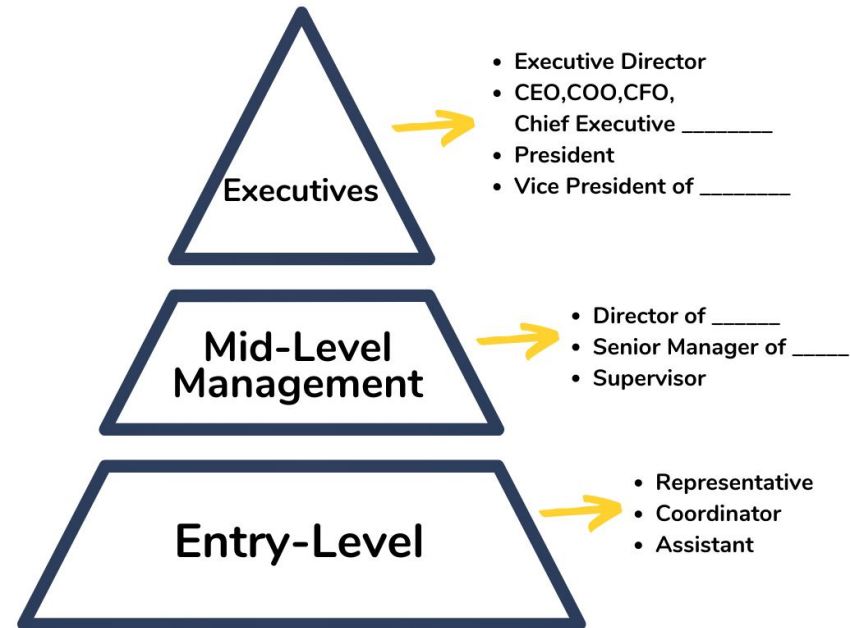 Executives
• Executive Director
• CEO,COO,CFO,
Chief Executive ________
• President
• Vice President of ________
Mid-Level
Management
• Director of ______
• Senior Manager of _____
• Supervisor
Entry-Level
• Representative
• Coordinator
• Assistant